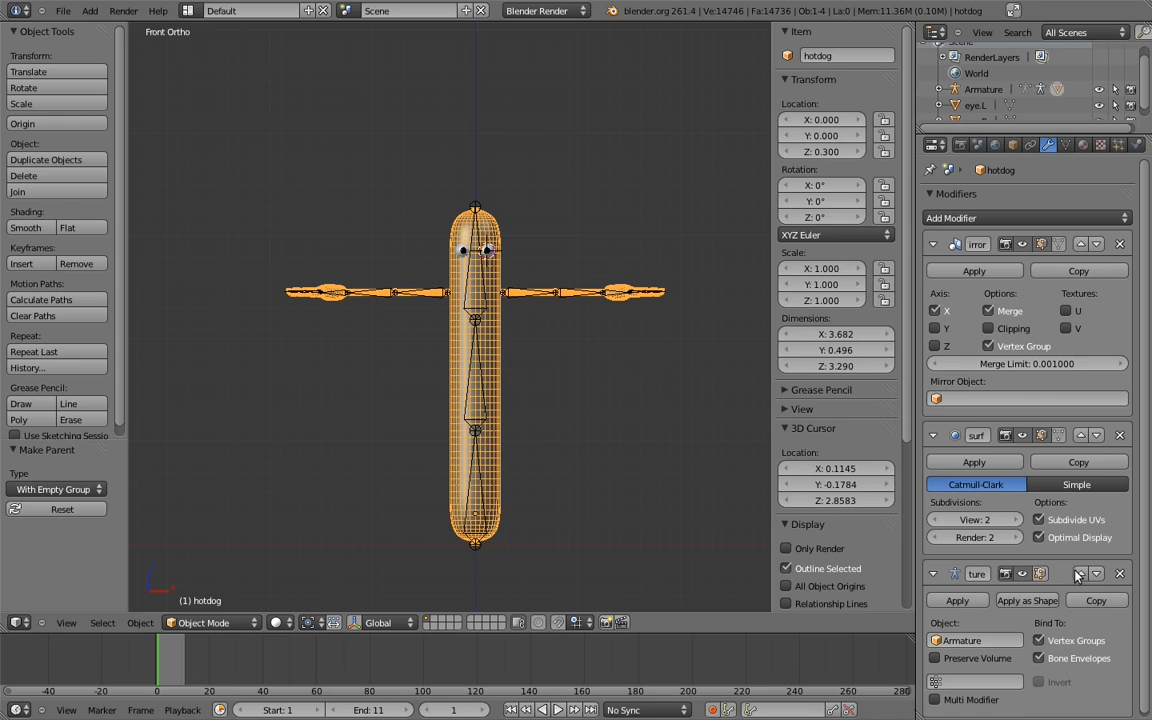 File Add Render Help Default Scene Blender Render blender.org 261.4 | Ve:14746 | Fa:14736 | Ob:1-4 | La:0 | Mem:11.36M (0.10M) | hotdog
Object Tools
Transform:
Translate
Rotate
Scale
Origin
Object:
Duplicate Objects
Delete
Join
Shading:
Smooth Flat
Keyframes:
Insert Remove
Motion Paths:
Calculate Paths
Clear Paths
Repeat:
Repeat Last
History...
Grease Pencil:
Draw Line
Poly Erase
Use Sketching Sessio
Make Parent
Type
With Empty Group
Reset
Front Ortho
(1) hotdog
Item
hotdog
Transform
Location:
X: 0.000
Y: 0.000
Z: 0.300
Rotation:
X: 0°
Y: 0°
Z: 0°
XYZ Euler
Scale:
X: 1.000
Y: 1.000
Z: 1.000
Dimensions:
X: 3.682
Y: 0.496
Z: 3.290
Grease Pencil
View
3D Cursor
Location:
X: 0.1145
Y: -0.1784
Z: 2.8583
Display
Only Render
Outline Selected
All Object Origins
Relationship Lines
View Search All Scenes
RenderLayers
World
Armature
eye.L
hotdog
Modifiers
Add Modifier
irror
Apply Copy
Axis: Options: Textures:
X Merge U
Y Clipping V
Z Vertex Group
Merge Limit: 0.001000
Mirror Object:
surf
Apply Copy
Catmull-Clark Simple
Subdivisions: Options:
View: 2 Subdivide UVs
Render: 2 Optimal Display
ture
Apply Apply as Shape Copy
Object: Bind To:
Armature Vertex Groups
Preserve Volume Bone Envelopes
Invert
Multi Modifier
View Select Object Object Mode Global
-40 -20 0 20 40 60 80 100 120 140 160 180 200 220 240 260 280
View Marker Frame Playback Start: 1 End: 11 1 No Sync